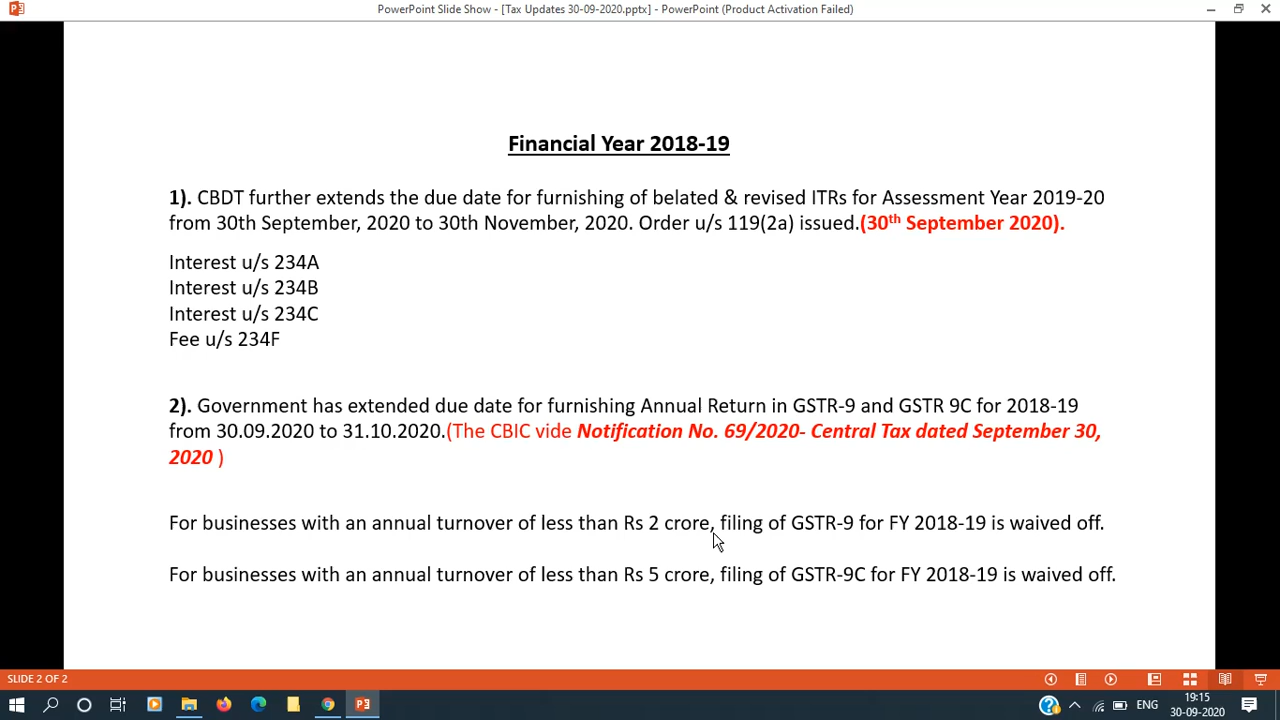 PowerPoint Slide Show - [Tax Updates 30-09-2020.pptx] - PowerPoint (Product Activation Failed)
Financial Year 2018-19
1). CBDT further extends the due date for furnishing of belated & revised ITRs for Assessment Year 2019-20
from 30th September, 2020 to 30th November, 2020. Order u/s 119(2a) issued.(30th September 2020).
Interest u/s 234A
Interest u/s 234B
Interest u/s 234C
Fee u/s 234F
2). Government has extended due date for furnishing Annual Return in GSTR-9 and GSTR 9C for 2018-19
from 30.09.2020 to 31.10.2020.(The CBIC vide Notification No. 69/2020- Central Tax dated September 30,
2020 )
For businesses with an annual turnover of less than Rs 2 crore, filing of GSTR-9 for FY 2018-19 is waived off.
For businesses with an annual turnover of less than Rs 5 crore, filing of GSTR-9C for FY 2018-19 is waived off.
SLIDE 2 OF 2
ENG
19:15
30-09-2020